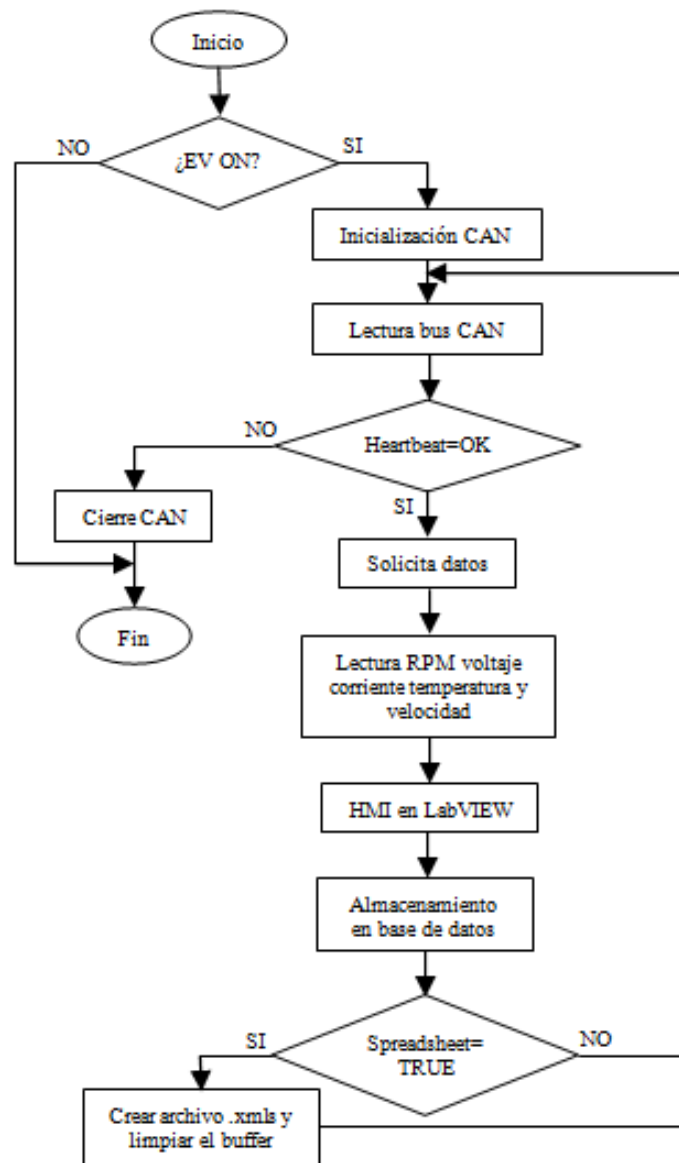 Inicio
NO
¿EV ON?
SI
Inicialización CAN
Lectura bus CAN
NO
Heartbeat=OK
Cierre CAN
SI
Solicita datos
Fin
Lectura RPM voltaje
corriente temperatura y
velocidad
HMI en LabVIEW
Almacenamiento
en base de datos
SI
Spreadsheet=
TRUE
NO
Crear archivo .xmls y
limpiar el buffer